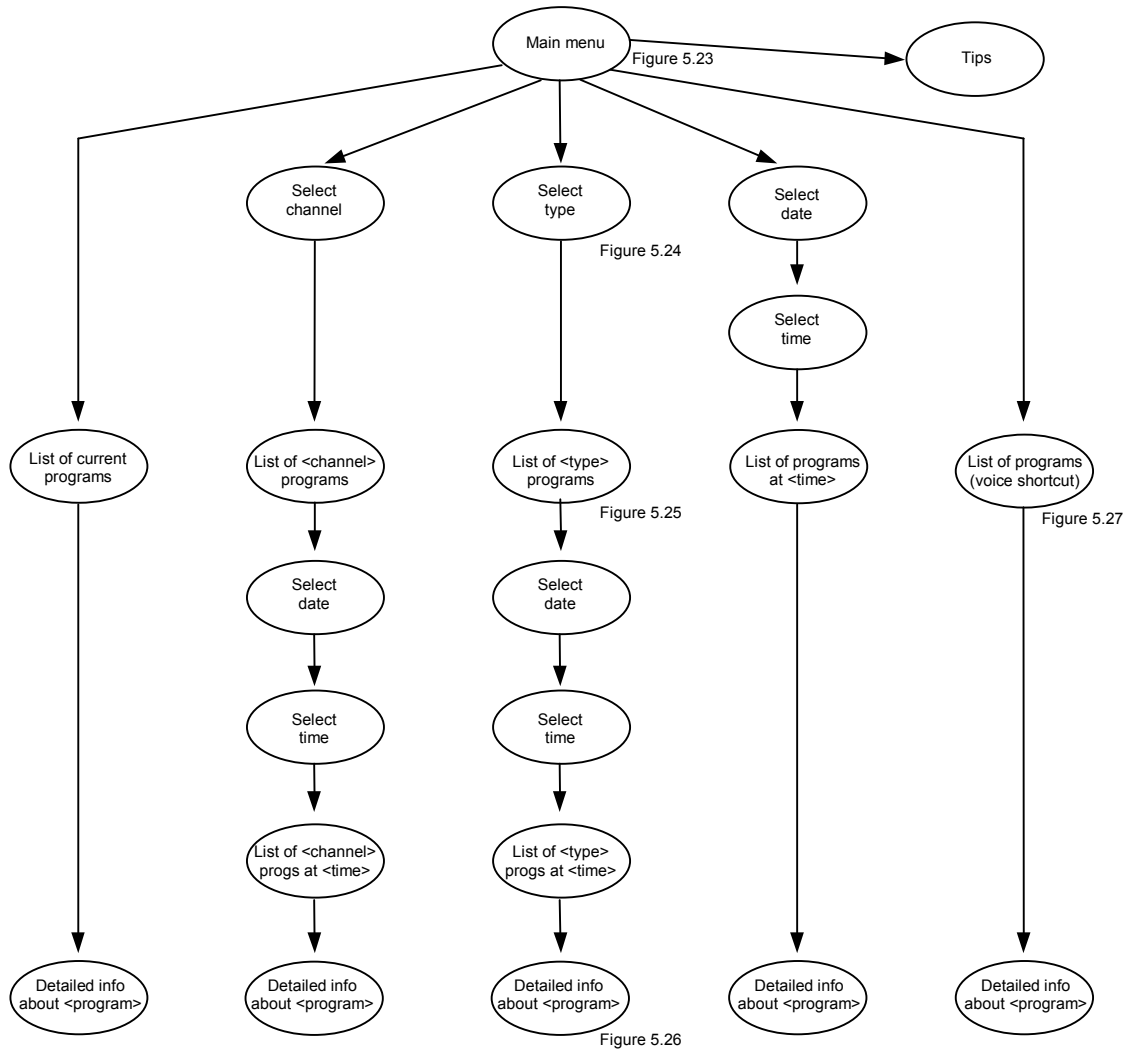 Main menu
Figure 5.23
Tips
Select
channel
Select
type
Select
date
Figure 5.24
Select
time
List of current
programs
List of <channel>
programs
List of <type>
programs
List of programs
at <time>
List of programs
(voice shortcut)
Figure 5.25
Figure 5.27
Select
date
Select
date
Select
time
Select
time
List of <channel>
progs at <time>
List of <type>
progs at <time>
Detailed info
about <program>
Detailed info
about <program>
Detailed info
about <program>
Detailed info
about <program>
Detailed info
about <program>
Figure 5.26